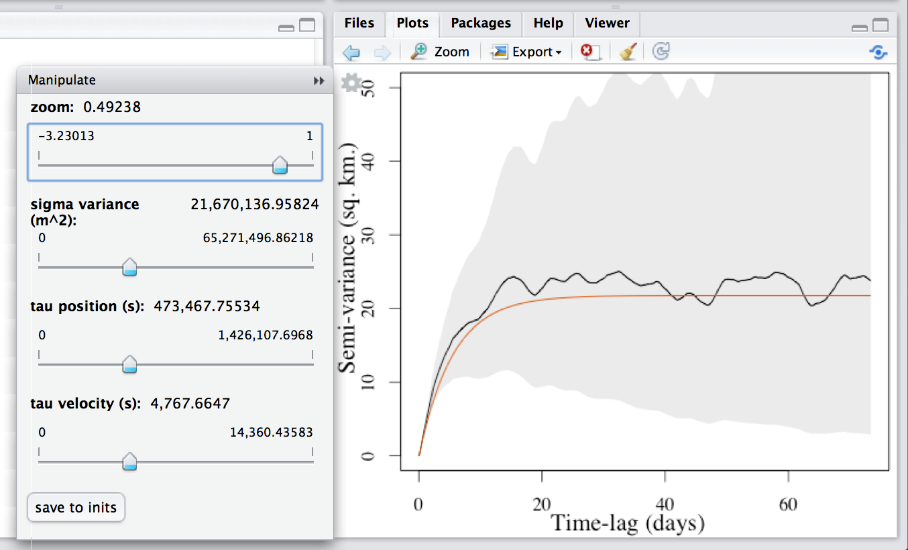 Files Plots Packages Help Viewer
Zoom Export
Manipulate
zoom: 0.49238
−3.23013 1
sigma variance (m^2): 21,670,136.95824
0 65,271,496.86218
tau position (s): 473,467.75534
0 1,426,107.6968
tau velocity (s): 4,767.6647
0 14,360.43583
save to inits
Semi-variance (sq. km.)
50
40
30
20
10
0
0 20 40 60
Time-lag (days)